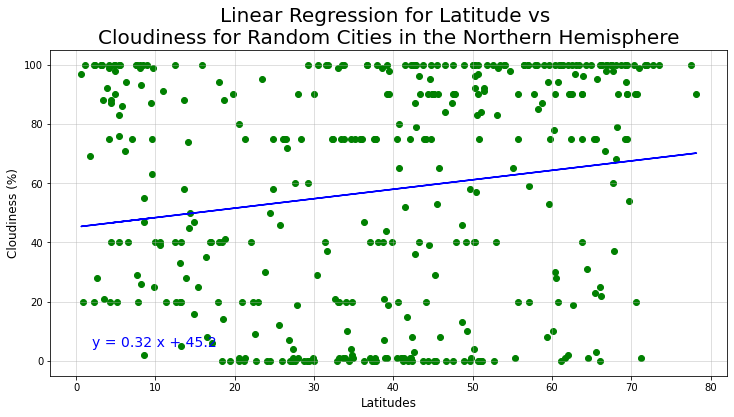 Linear Regression for Latitude vs
Cloudiness for Random Cities in the Northern Hemisphere
100
80
60
40
20
0
Cloudiness (%)
y = 0.32 x + 45.2
0 10 20 30 40 50 60 70 80
Latitudes